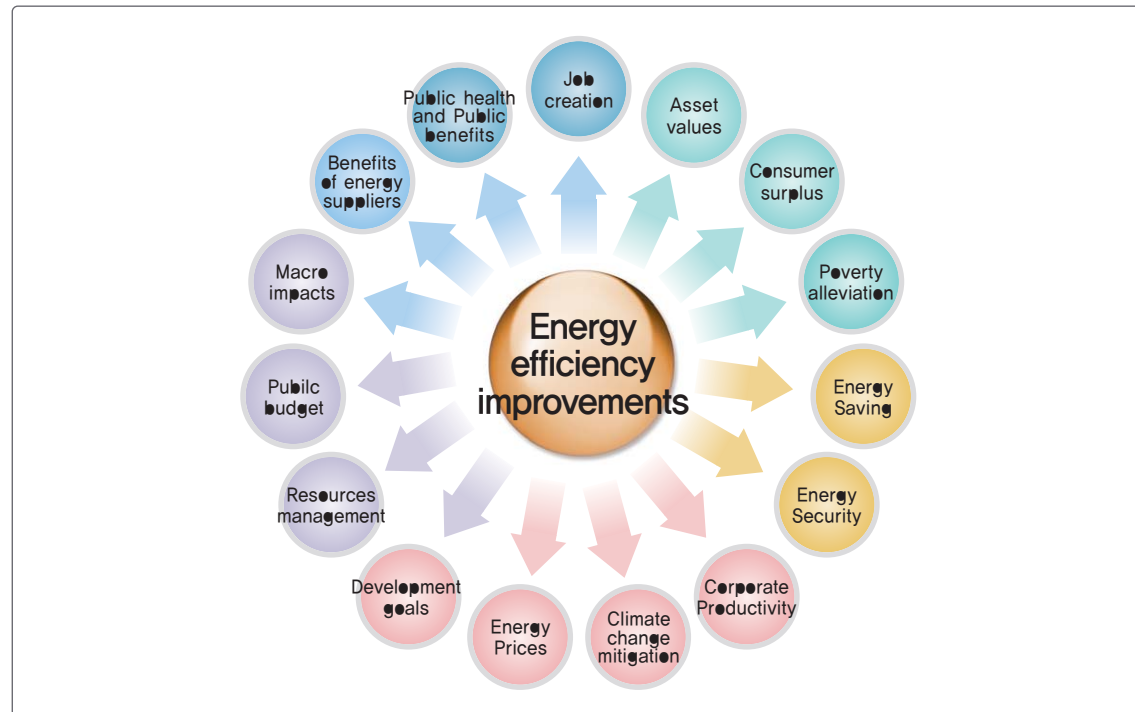 Job
creation
Asset
values
Consumer
surplus
Poverty
alleviation
Energy
Saving
Energy
Security
Corporate
Productivity
Climate
change
mitigation
Energy
Prices
Development
goals
Resources
management
Pubilc
budget
Macro
impacts
Benefits
of energy
suppliers
Public health
and Public
benefits
Energy
efficiency
improvements